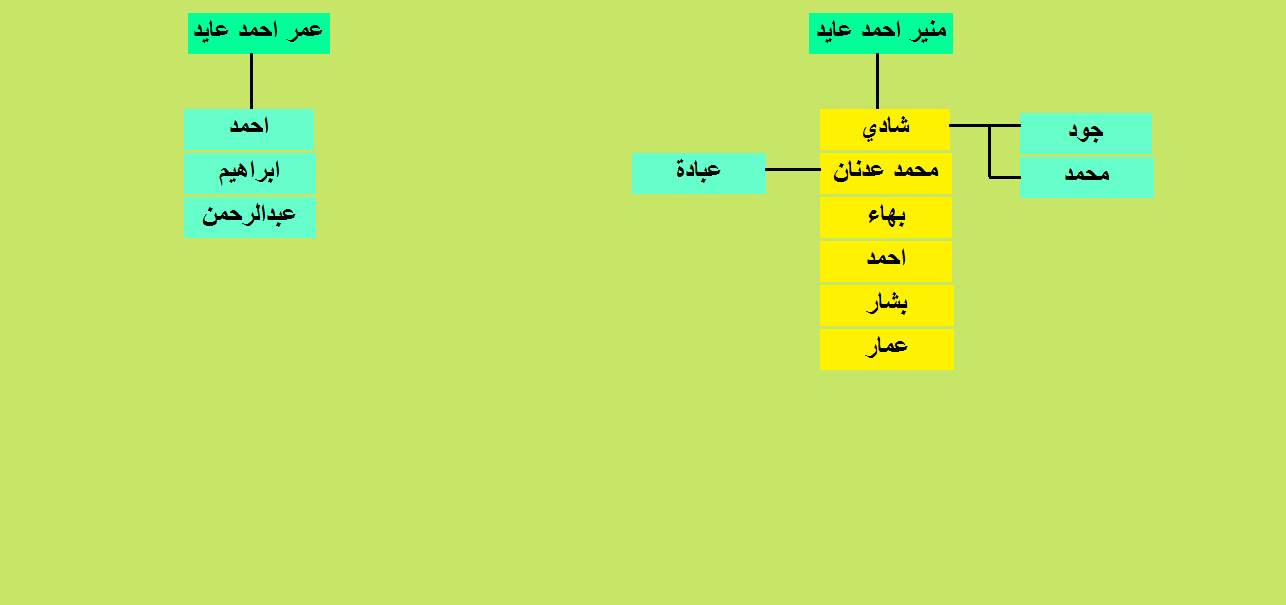 منير احمد عايد
عمر احمد عايد
شادي
جود
محمد
محمد عدنان
عبادة
بهاء
احمد
بشار
عمار
احمد
ابراهيم
عبدالرحمن